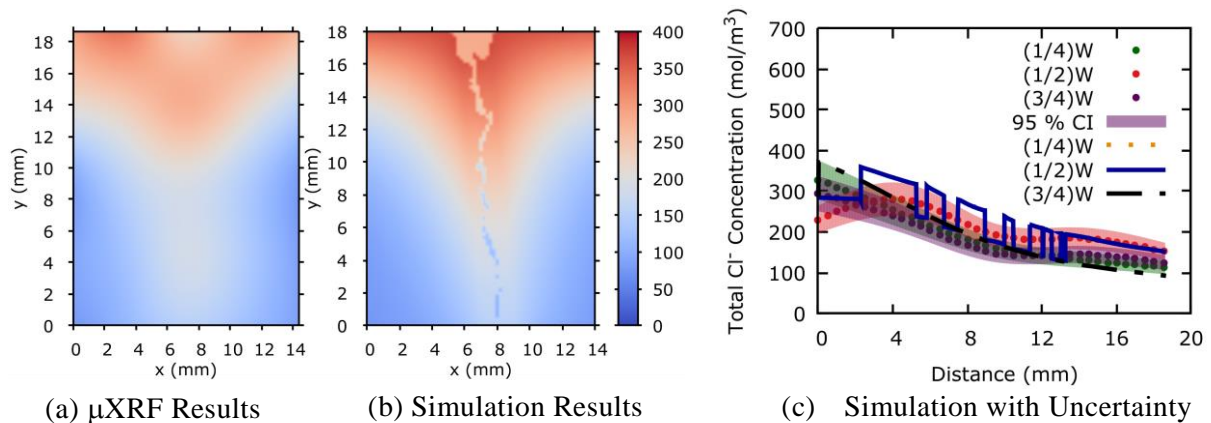 18
16
14
12
10
8
6
4
2
0
y (mm)
0 2 4 6 8 10 12 14
x (mm)
18
16
14
12
10
8
6
4
2
0
y (mm)
0 2 4 6 8 10 12 14
x (mm)
400
350
300
250
200
150
100
50
0
Total Cl⁻ Concentration (mol/m³)
700
600
500
400
300
200
100
0
(1/4)W
(1/2)W
(3/4)W
95 % CI
(1/4)W
(1/2)W
(3/4)W
0 4 8 12 16 20
Distance (mm)
(a) µXRF Results
(b) Simulation Results
(c) Simulation with Uncertainty